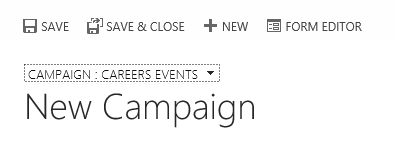 SAVE SAVE & CLOSE NEW FORM EDITOR
CAMPAIGN : CAREERS EVENTS
New Campaign